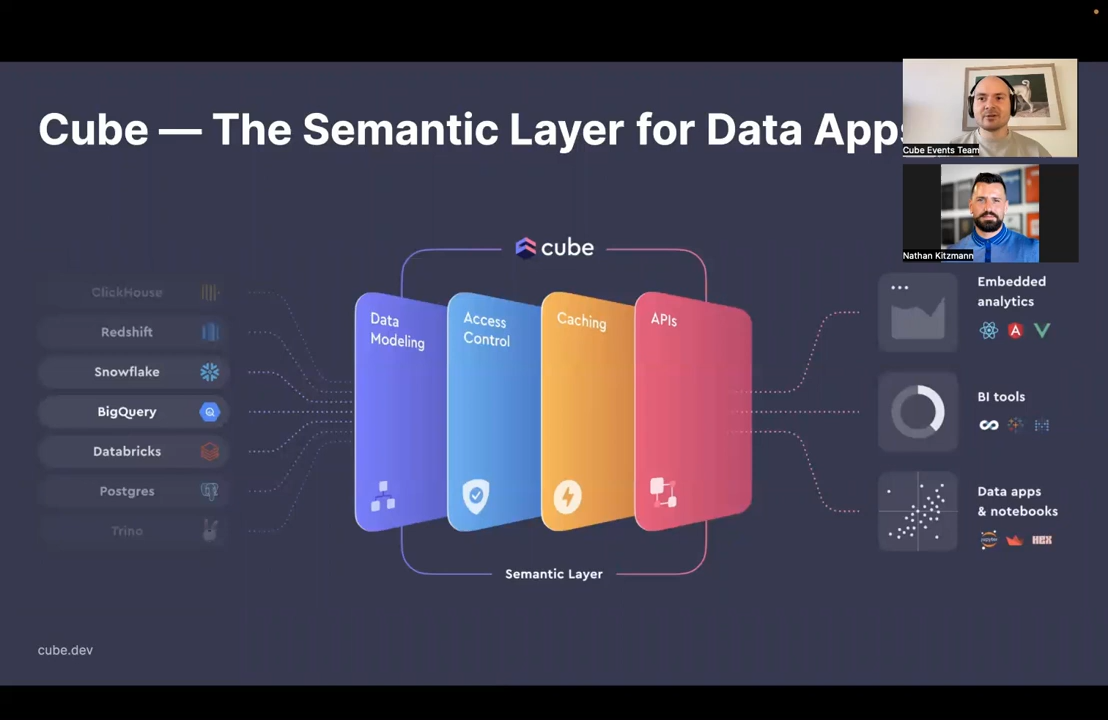 Cube — The Semantic Layer for Data Apps
Cube Events Team
Nathan Kitzmann
cube
ClickHouse
Redshift
Snowflake
BigQuery
Databricks
Postgres
Trino
Data
Modeling
Access
Control
Caching
APIs
Semantic Layer
Embedded
analytics
BI tools
Data apps
& notebooks
jupyter
HEX
cube.dev